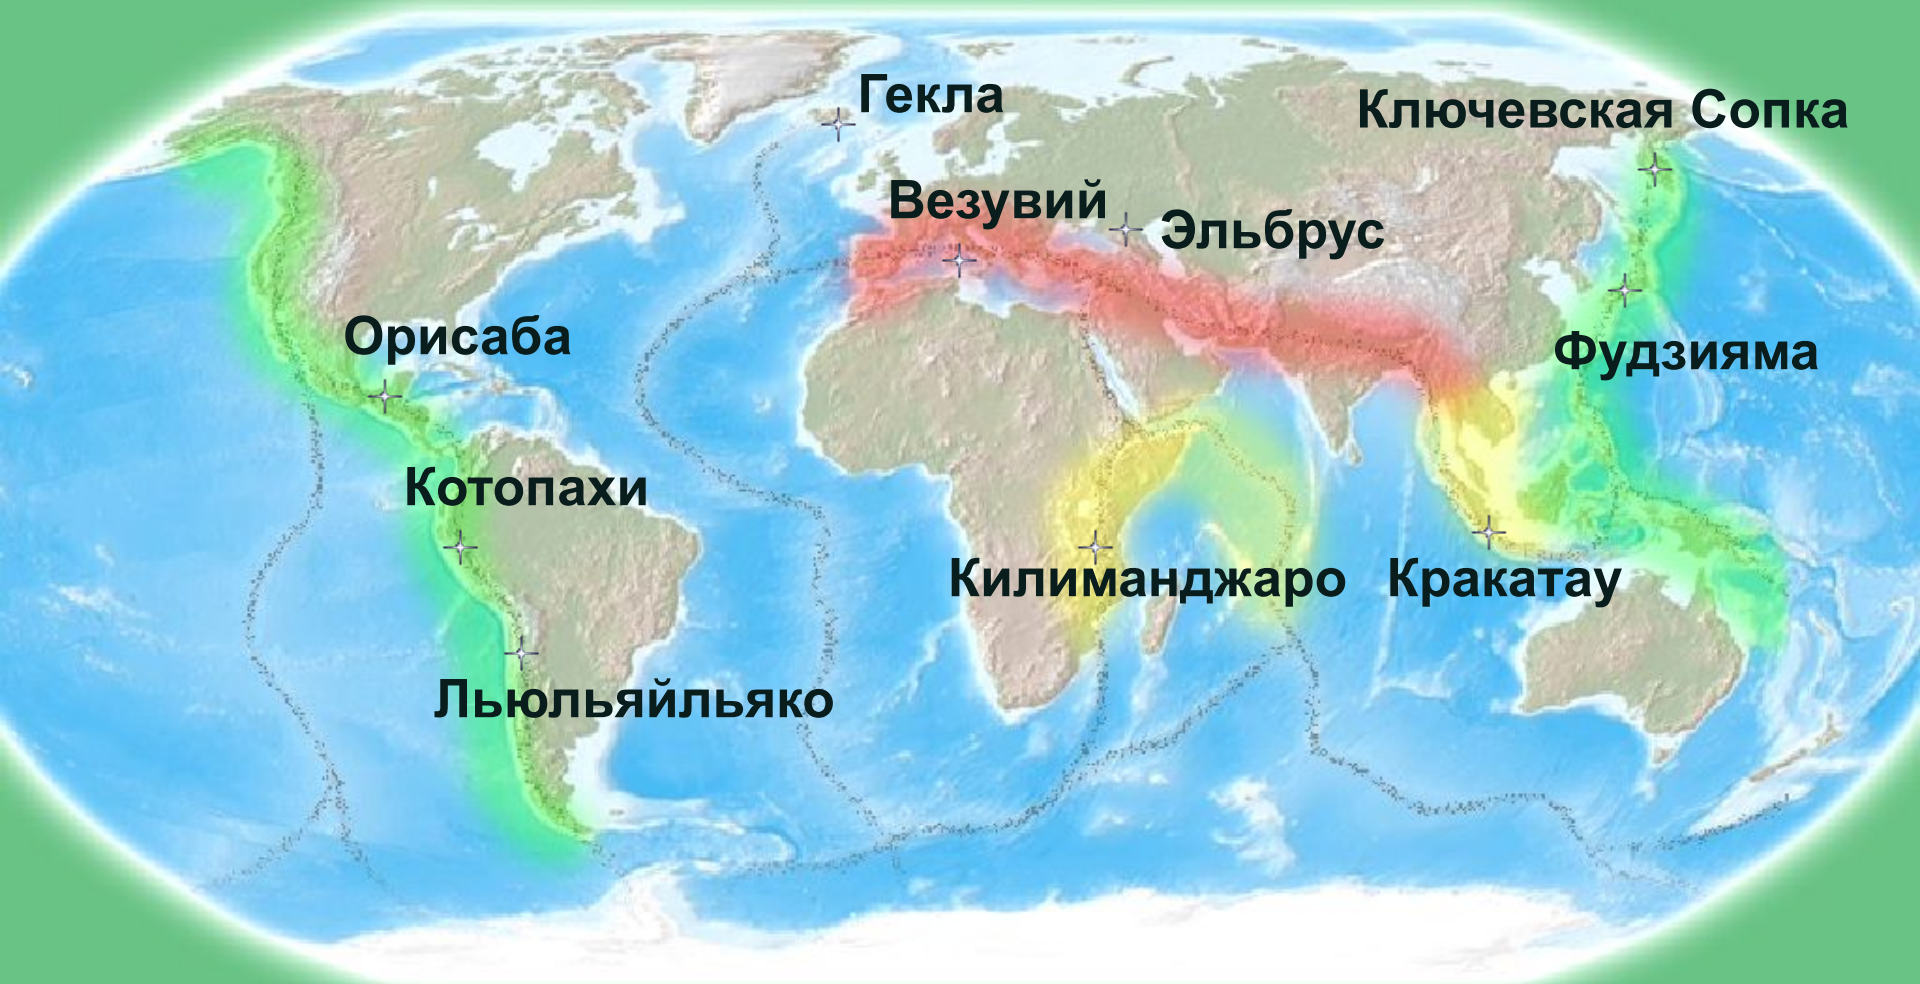 Гекла
Ключевская Сопка
Везувий
Эльбрус
Орисаба
Фудзияма
Котопахи
Килиманджаро
Кракатау
Льюльяйльяко